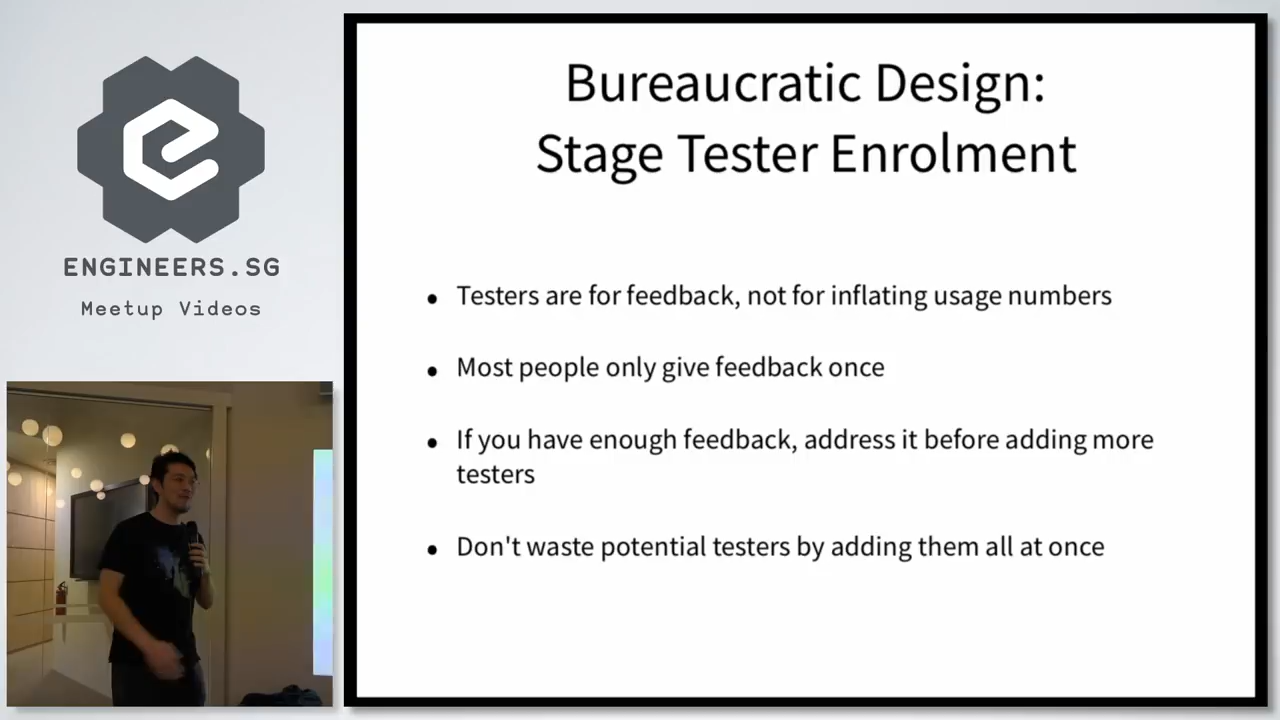 ENGINEERS.SG
Meetup Videos
Bureaucratic Design:
Stage Tester Enrolment
• Testers are for feedback, not for inflating usage numbers
• Most people only give feedback once
• If you have enough feedback, address it before adding more
testers
• Don't waste potential testers by adding them all at once